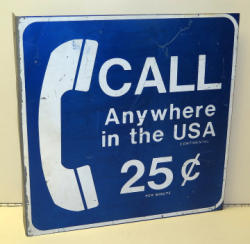 CALL
Anywhere
in the USA
CONTINENTAL
25¢
PER MINUTE